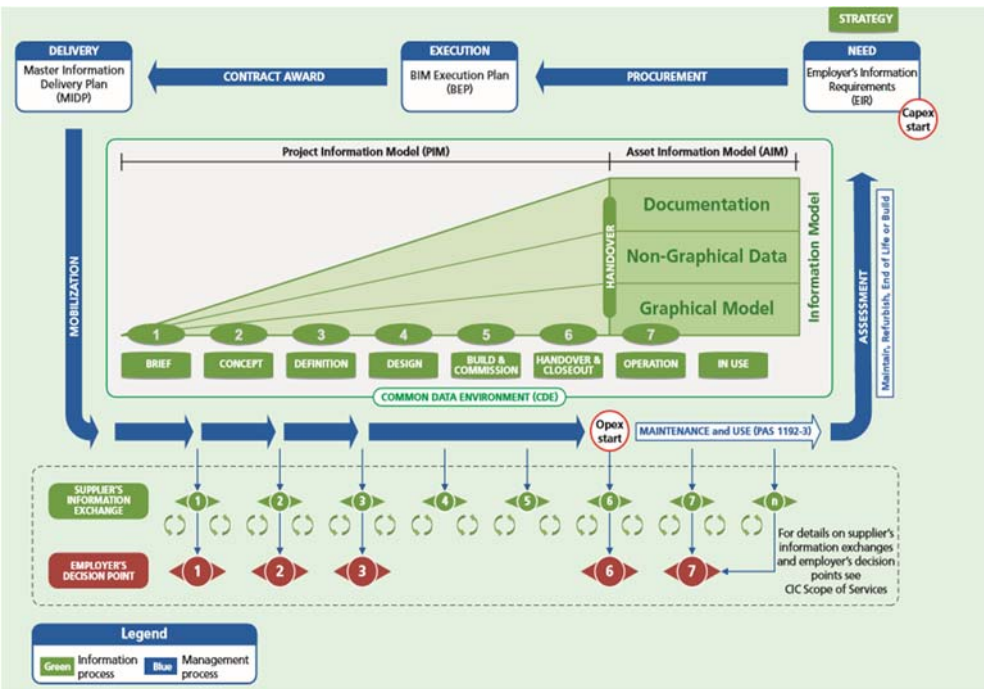 STRATEGY
DELIVERY
Master Information
Delivery Plan
(MIDP)
CONTRACT AWARD
EXECUTION
BIM Execution Plan
(BEP)
PROCUREMENT
NEED
Employer's Information
Requirements
(EIR)
Capex
start
Project Information Model (PIM)
Asset Information Model (AIM)
Documentation
Non-Graphical Data
Graphical Model
HANDOVER
Information Model
MOBILIZATION
ASSESSMENT
Maintain, Refurbish, End of Life or Build
1 2 3 4 5 6 7
BRIEF
CONCEPT
DEFINITION
DESIGN
BUILD &
COMMISSION
HANDOVER &
CLOSEOUT
OPERATION
IN USE
COMMON DATA ENVIRONMENT (CDE)
Opex
start
MAINTENANCE and USE (PAS 1192-3)
SUPPLIER'S
INFORMATION
EXCHANGE
1 2 3 4 5 6 7 n
EMPLOYER'S
DECISION POINT
1 2 3 6 7
For details on supplier's
information exchanges
and employer's decision
points see
CIC Scope of Services
Legend
Green Information
process
Blue Management
process